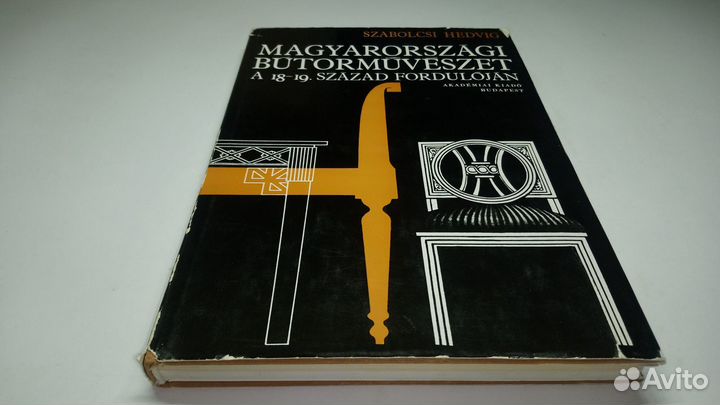 SZABOLCSI HEDVIG
MAGYARORSZÁGI
BÚTORMŰVÉSZET
A 18–19. SZÁZAD FORDULÓJÁN
AKADÉMIAI KIADÓ
BUDAPEST
Avito